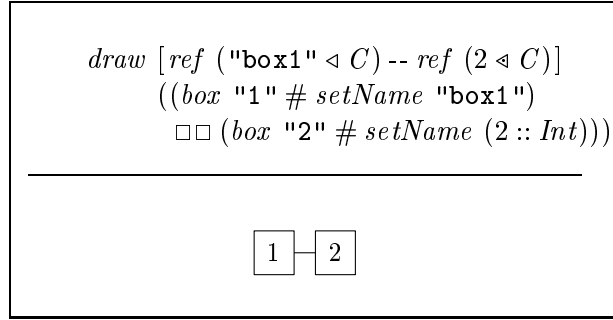 draw [ref ("box1" ⊲ C) -- ref (2 ⊲ C)]
((box "1" # setName "box1")
□□ (box "2" # setName (2 :: Int)))
1 2